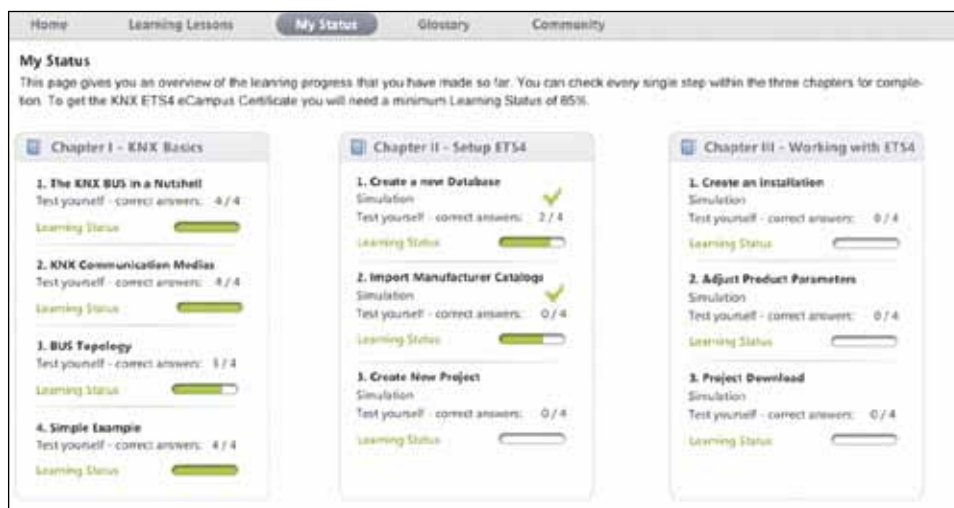 Home Learning Lessons My Status Glossary Community
My Status
This page gives you an overview of the learning progress that you have made so far. You can check every single step within the three chapters for comple-
tion. To get the KNX ETS4 eCampus Certificate you will need a minimum Learning Status of 85%.
Chapter I - KNX Basics
1. The KNX BUS in a Nutshell
Test yourself - correct answers: 4 / 4
Learning Status
2. KNX Communication Medias
Test yourself - correct answers: 4 / 4
Learning Status
3. BUS Topology
Test yourself - correct answers: 3 / 4
Learning Status
4. Simple Example
Test yourself - correct answers: 4 / 4
Learning Status
Chapter II - Setup ETS4
1. Create a new Database
Simulation
Test yourself - correct answers: 2 / 4
Learning Status
2. Import Manufacturer Catalogs
Simulation
Test yourself - correct answers: 0 / 4
Learning Status
3. Create New Project
Simulation
Test yourself - correct answers: 0 / 4
Learning Status
Chapter III - Working with ETS4
1. Create an Installation
Simulation
Test yourself - correct answers: 0 / 4
Learning Status
2. Adjust Product Parameters
Simulation
Test yourself - correct answers: 0 / 4
Learning Status
3. Project Download
Simulation
Test yourself - correct answers: 0 / 4
Learning Status